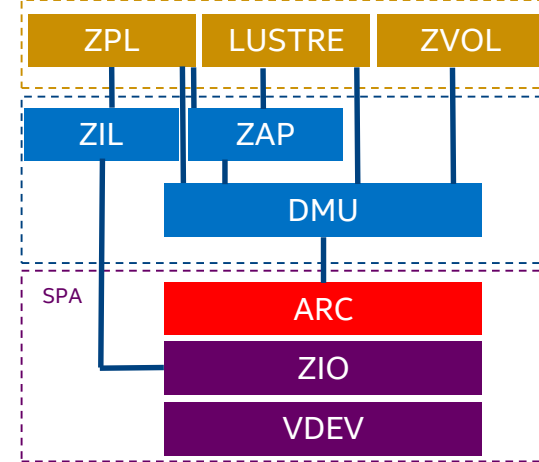 ZPL
LUSTRE
ZVOL
ZIL
ZAP
DMU
SPA
ARC
ZIO
VDEV